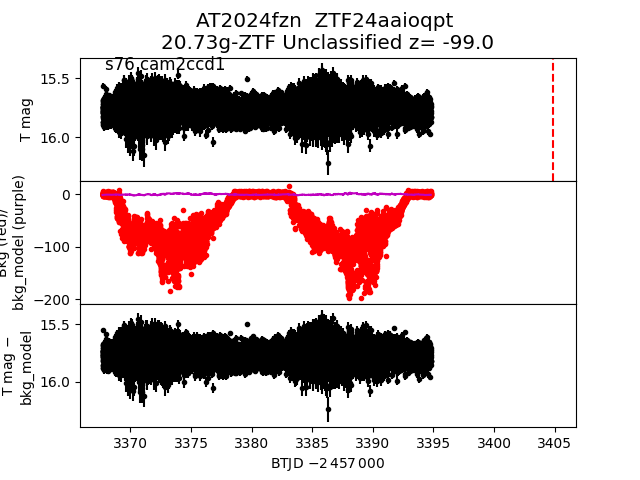 AT2024fzn  ZTF24aaioqpt
20.73g-ZTF Unclassified z= -99.0
s76 cam2ccd1
15.5
16.0
T mag
0
−100
−200
Bkg (red)/
bkg_model (purple)
15.5
16.0
T mag −
bkg_model
3370 3375 3380 3385 3390 3395 3400 3405
BTJD −2 457 000